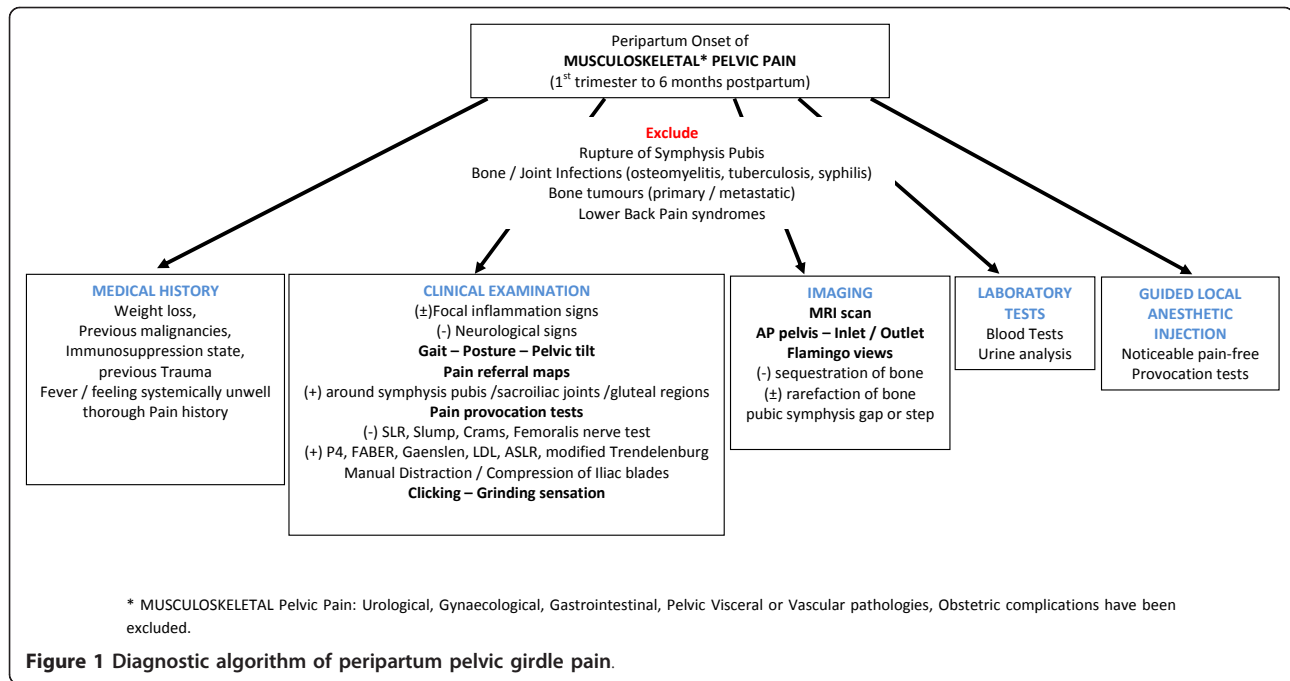 Peripartum Onset of
MUSCULOSKELETAL* PELVIC PAIN
(1st trimester to 6 months postpartum)
Exclude
Rupture of Symphysis Pubis
Bone / Joint Infections (osteomyelitis, tuberculosis, syphilis)
Bone tumours (primary / metastatic)
Lower Back Pain syndromes
MEDICAL HISTORY
Weight loss,
Previous malignancies,
Immunosuppression state,
previous Trauma
Fever / feeling systemically unwell
thorough Pain history
CLINICAL EXAMINATION
(±)Focal inflammation signs
(-) Neurological signs
Gait – Posture – Pelvic tilt
Pain referral maps
(+) around symphysis pubis /sacroiliac joints /gluteal regions
Pain provocation tests
(-) SLR, Slump, Crams, Femoralis nerve test
(+) P4, FABER, Gaenslen, LDL, ASLR, modified Trendelenburg
Manual Distraction / Compression of Iliac blades
Clicking – Grinding sensation
IMAGING
MRI scan
AP pelvis – Inlet / Outlet
Flamingo views
(-) sequestration of bone
(±) rarefaction of bone
pubic symphysis gap or step
LABORATORY
TESTS
Blood Tests
Urine analysis
GUIDED LOCAL
ANESTHETIC
INJECTION
Noticeable pain-free
Provocation tests
* MUSCULOSKELETAL Pelvic Pain: Urological, Gynaecological, Gastrointestinal, Pelvic Visceral or Vascular pathologies, Obstetric complications have been
excluded.
Figure 1 Diagnostic algorithm of peripartum pelvic girdle pain.